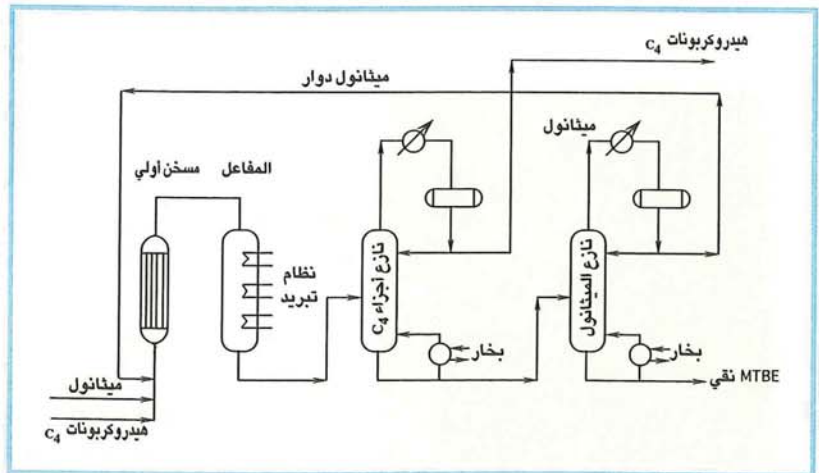 هيدروكربونات C4
ميثانول دوار
ميثانول
المفاعل
مسخن أولي
نظام
تبريد
نازع أجزاء C4
نازع الميثانول
بخار
بخار
ميثانول
MTBE نقي
هيدروكربونات C4